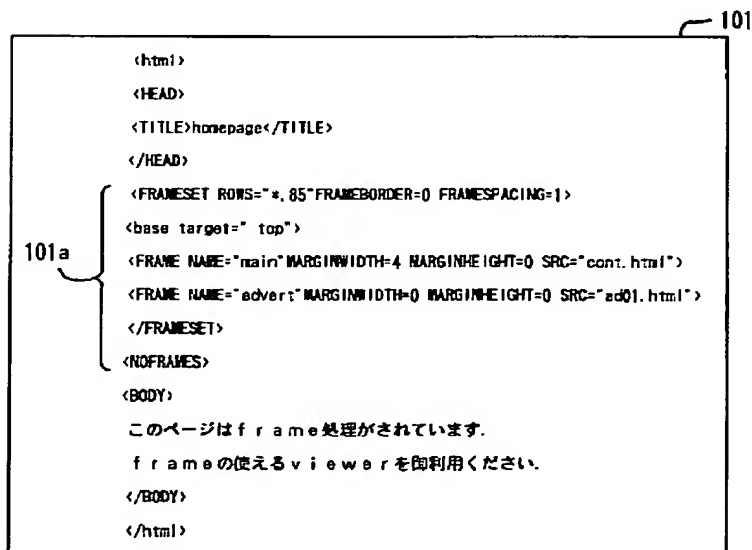 101
<html>
<HEAD>
<TITLE>homepage</TITLE>
</HEAD>
<FRAMESET ROWS="*,85"FRAMEBORDER=0 FRAMESPACING=1>
<base target=" top">
101a
<FRAME NAME="main"MARGINWIDTH=4 MARGINHEIGHT=0 SRC="cont.html">
<FRAME NAME="advert"MARGINWIDTH=0 MARGINHEIGHT=0 SRC="ad01.html">
</FRAMESET>
<NOFRAMES>
<BODY>
このページはｆｒａｍｅ処理がされています.
ｆｒａｍｅの使えるｖｉｅｗｅｒを御利用ください.
</BODY>
</html>